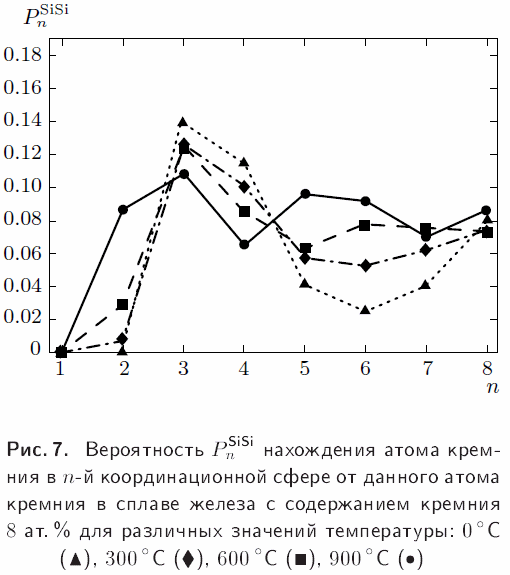 P_n^SiSi
0.18
0.16
0.14
0.12
0.10
0.08
0.06
0.04
0.02
0
1 2 3 4 5 6 7 8
n
Рис. 7. Вероятность P_n^SiSi нахождения атома крем-
ния в n-й координационной сфере от данного атома
кремния в сплаве железа с содержанием кремния
8 ат. % для различных значений температуры: 0 °C
(▲), 300 °C (◆), 600 °C (■), 900 °C (●)